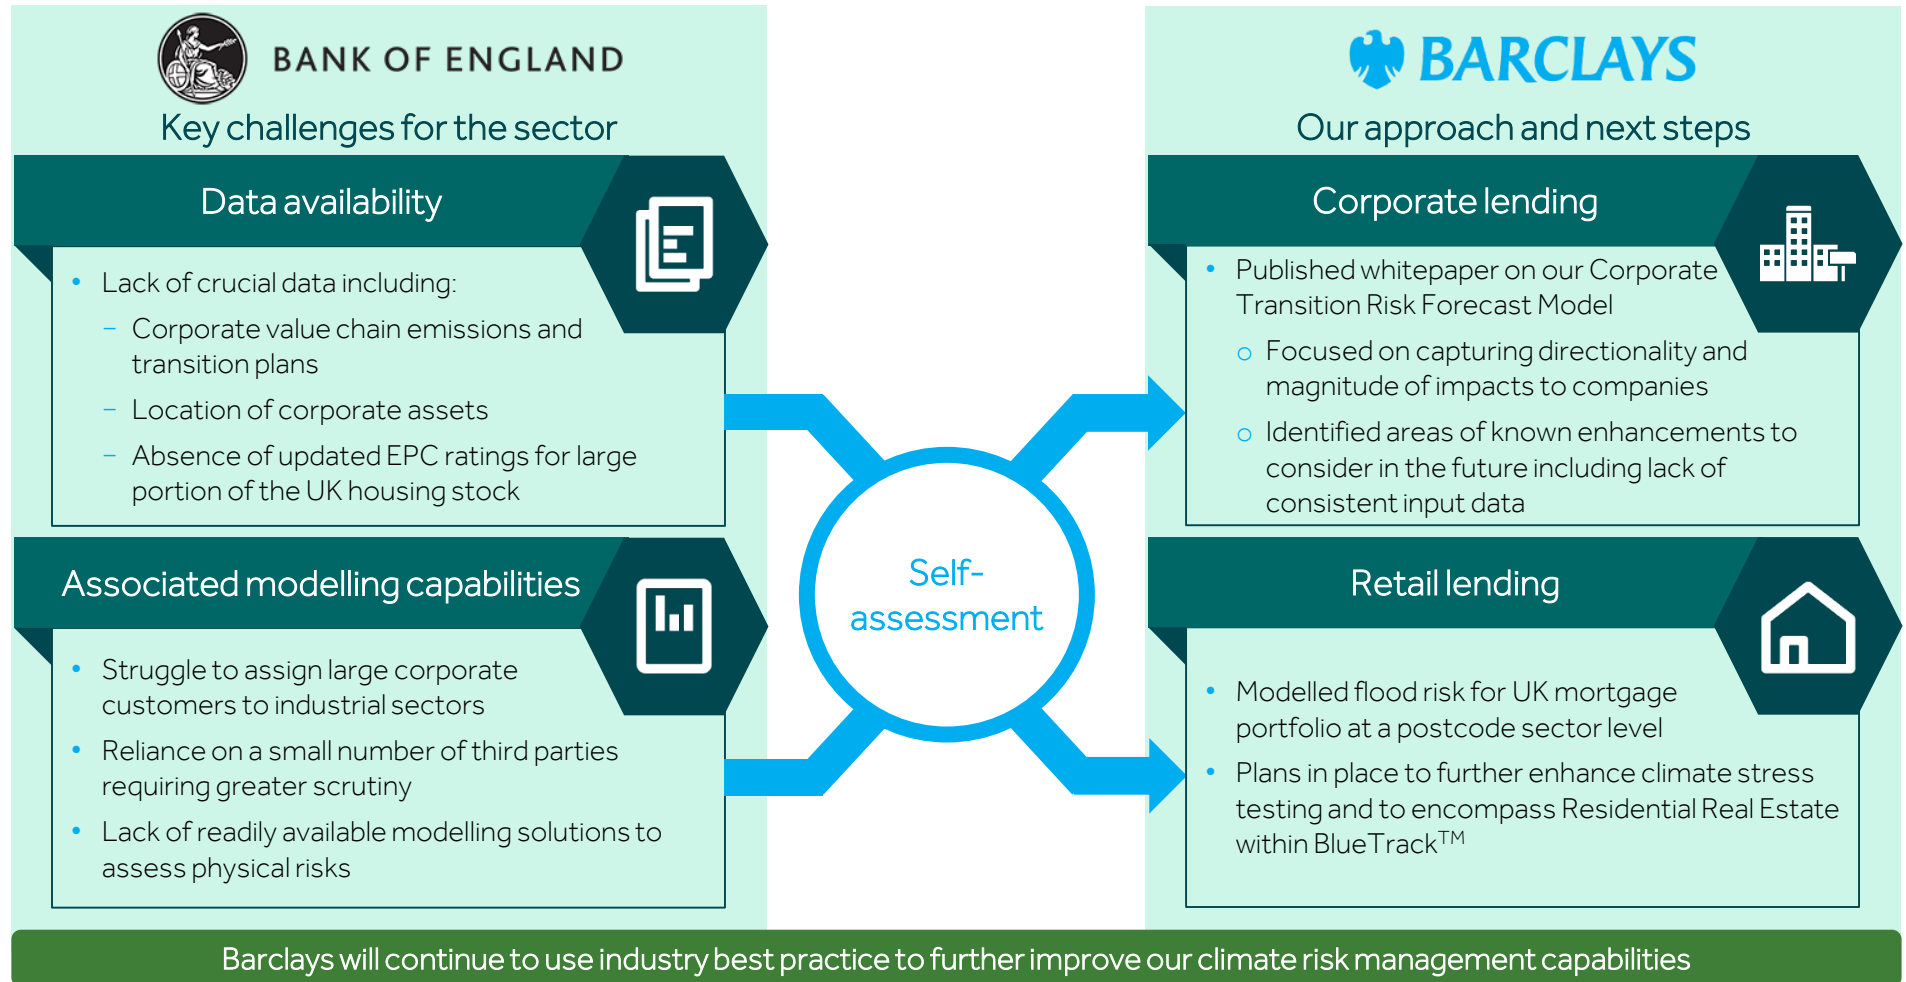 BANK OF ENGLAND
Key challenges for the sector
Data availability
• Lack of crucial data including:
– Corporate value chain emissions and
transition plans
– Location of corporate assets
– Absence of updated EPC ratings for large
portion of the UK housing stock
Associated modelling capabilities
• Struggle to assign large corporate
customers to industrial sectors
• Reliance on a small number of third parties
requiring greater scrutiny
• Lack of readily available modelling solutions to
assess physical risks
Self-
assessment
BARCLAYS
Our approach and next steps
Corporate lending
• Published whitepaper on our Corporate
Transition Risk Forecast Model
o Focused on capturing directionality and
magnitude of impacts to companies
o Identified areas of known enhancements to
consider in the future including lack of
consistent input data
Retail lending
• Modelled flood risk for UK mortgage
portfolio at a postcode sector level
• Plans in place to further enhance climate stress
testing and to encompass Residential Real Estate
within BlueTrack™
Barclays will continue to use industry best practice to further improve our climate risk management capabilities